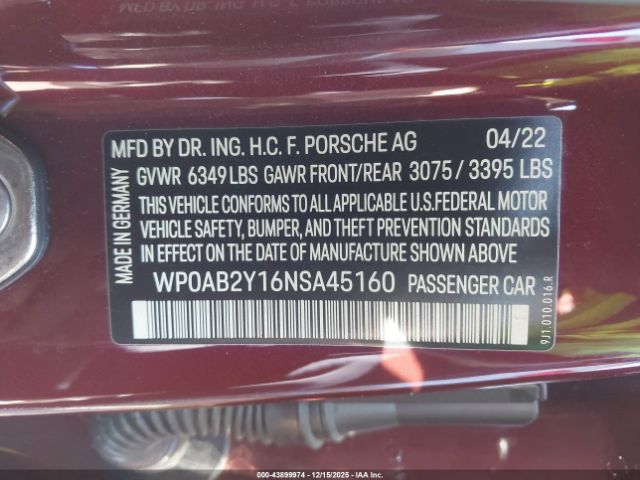 MFD BY DR. ING. H.C. F. PORSCHE AG 04/22
GVWR 6349 LBS GAWR FRONT/REAR 3075 / 3395 LBS
THIS VEHICLE CONFORMS TO ALL APPLICABLE U.S.FEDERAL MOTOR
VEHICLE SAFETY, BUMPER, AND THEFT PREVENTION STANDARDS
IN EFFECT ON THE DATE OF MANUFACTURE SHOWN ABOVE.
WP0AB2Y16NSA45160 PASSENGER CAR
MADE IN GERMANY
9J1.010.016.R
000-43899974 - 12/15/2025 - IAAI.COM